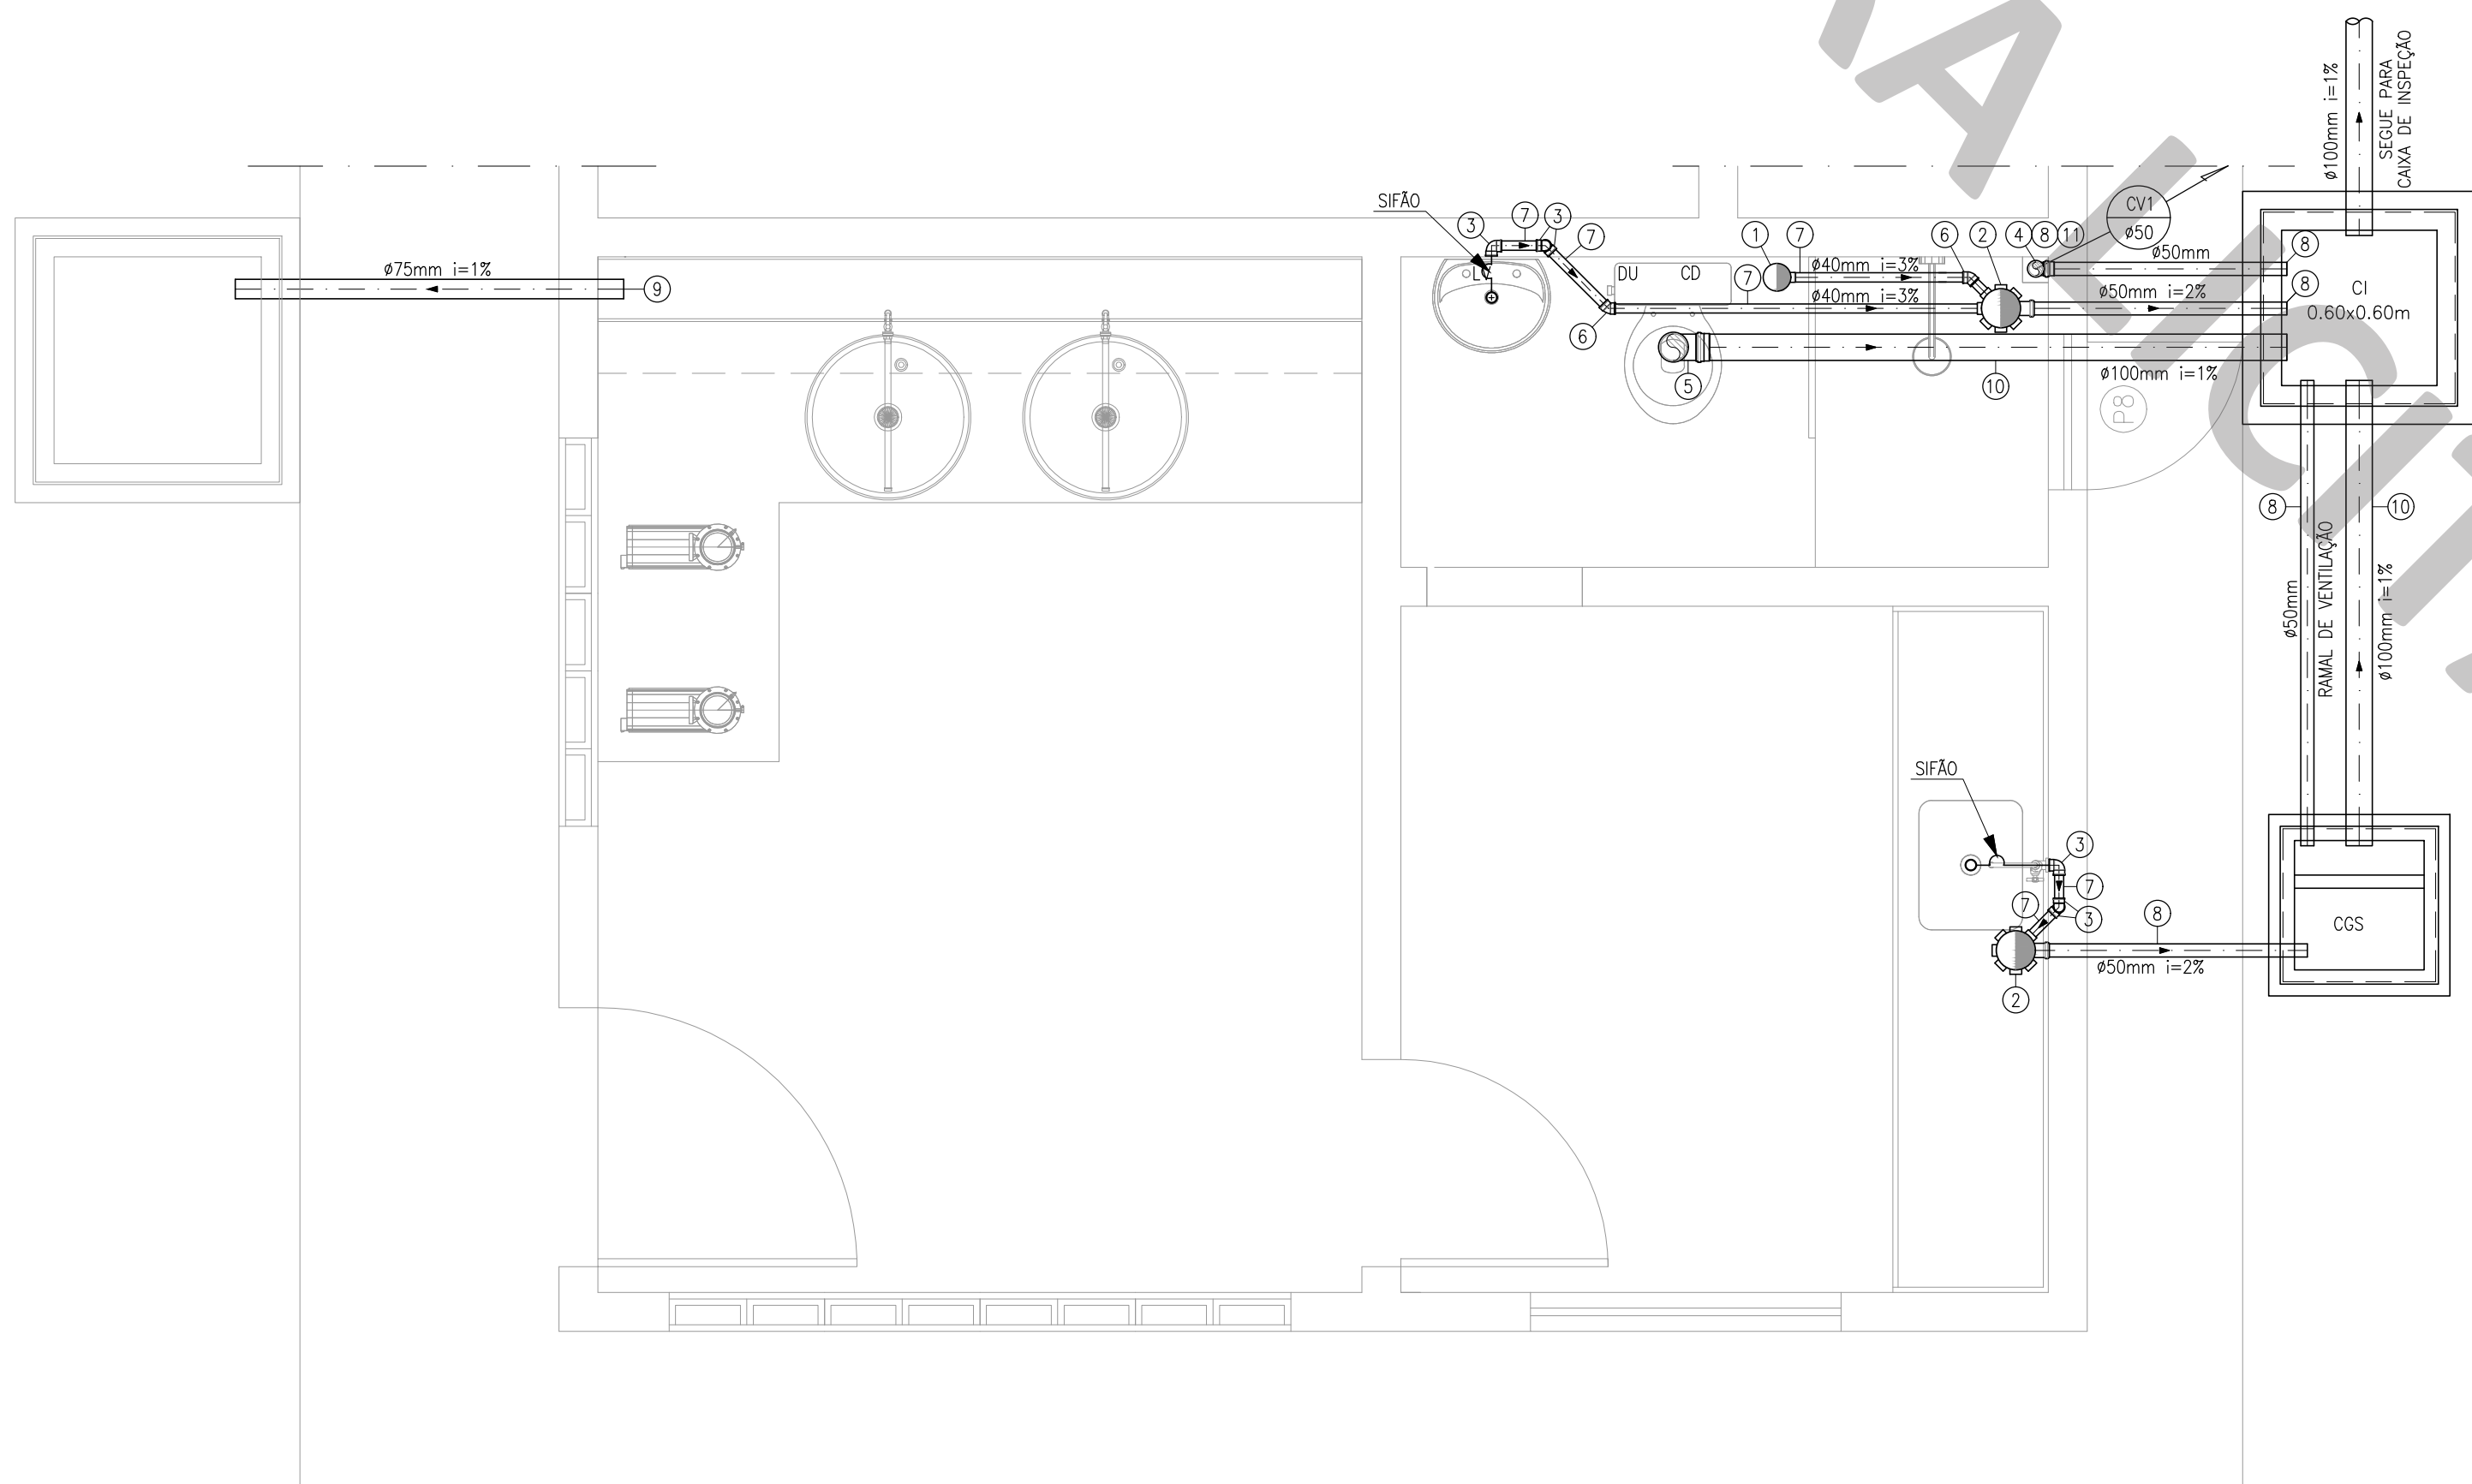 ø100mm i=1%
SEGUE PARA
CAIXA DE INSPEÇÃO
SIFÃO
3
7
3
7
1
7
6
2
4
8
11
CV1
ø50
8
ø75mm i=1%
9
L
DU
CD
7
ø40mm i=3%
ø40mm i=3%
6
ø50mm
ø50mm i=2%
8
CI
0.60x0.60m
5
10
ø100mm i=1%
P8
8
10
ø50mm
RAMAL DE VENTILAÇÃO
ø100mm i=1%
SIFÃO
3
7
7
3
8
CGS
ø50mm i=2%
2